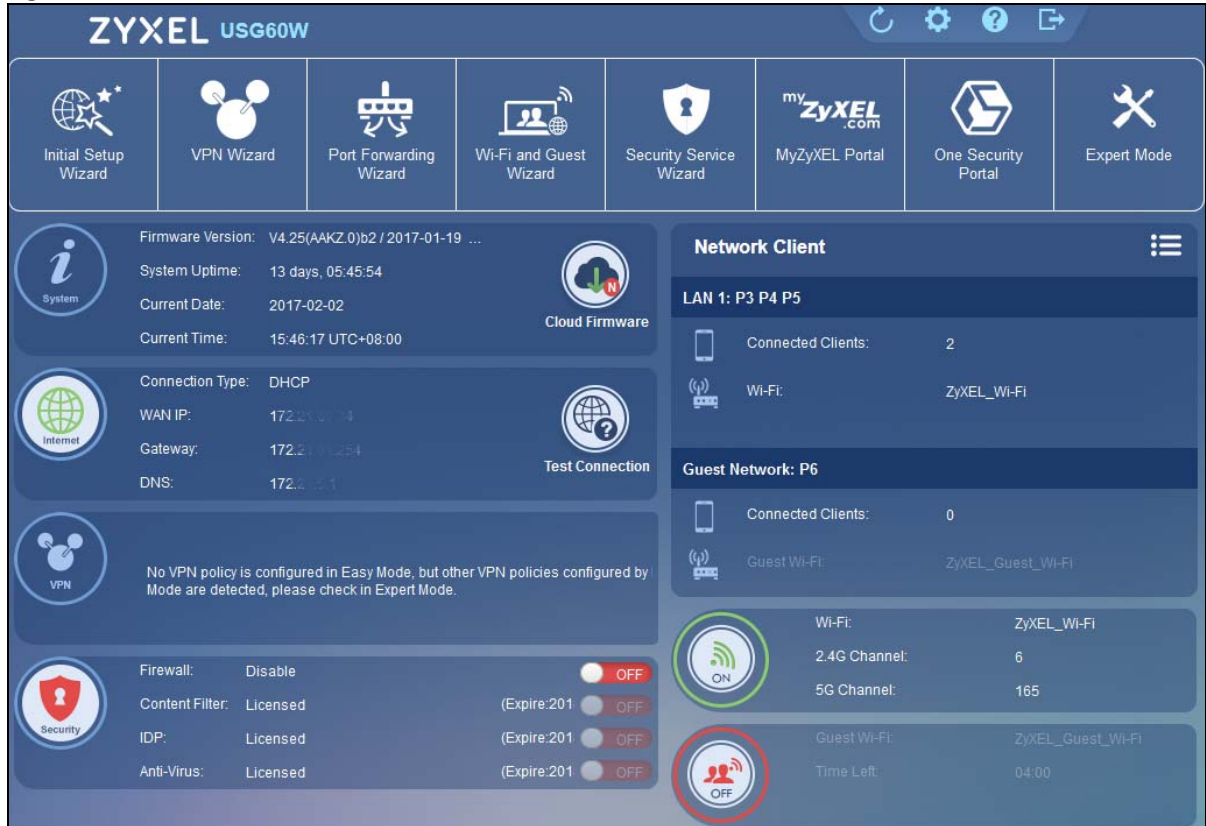 ZYXEL USG60W
Initial Setup
Wizard
VPN Wizard
Port Forwarding
Wizard
Wi-Fi and Guest
Wizard
Security Service
Wizard
myZyXEL
.com
MyZyXEL Portal
One Security
Portal
Expert Mode
i
System
Firmware Version: V4.25(AAKZ.0)b2 / 2017-01-19 ...
System Uptime: 13 days, 05:45:54
Current Date: 2017-02-02
Current Time: 15:46:17 UTC+08:00
N
Cloud Firmware
Internet
Connection Type: DHCP
WAN IP: 172.2
Gateway: 172.2
DNS: 172.2
?
Test Connection
VPN
No VPN policy is configured in Easy Mode, but other VPN policies configured by
Mode are detected, please check in Expert Mode.
Security
Firewall: Disable OFF
Content Filter: Licensed (Expire:201 OFF
IDP: Licensed (Expire:201 OFF
Anti-Virus: Licensed (Expire:201 OFF
Network Client
LAN 1: P3 P4 P5
Connected Clients: 2
Wi-Fi: ZyXEL_Wi-Fi
Guest Network: P6
Connected Clients: 0
Guest Wi-Fi: ZyXEL_Guest_Wi-Fi
ON
Wi-Fi: ZyXEL_Wi-Fi
2.4G Channel: 6
5G Channel: 165
OFF
Guest Wi-Fi: ZyXEL_Guest_Wi-Fi
Time Left: 04:00